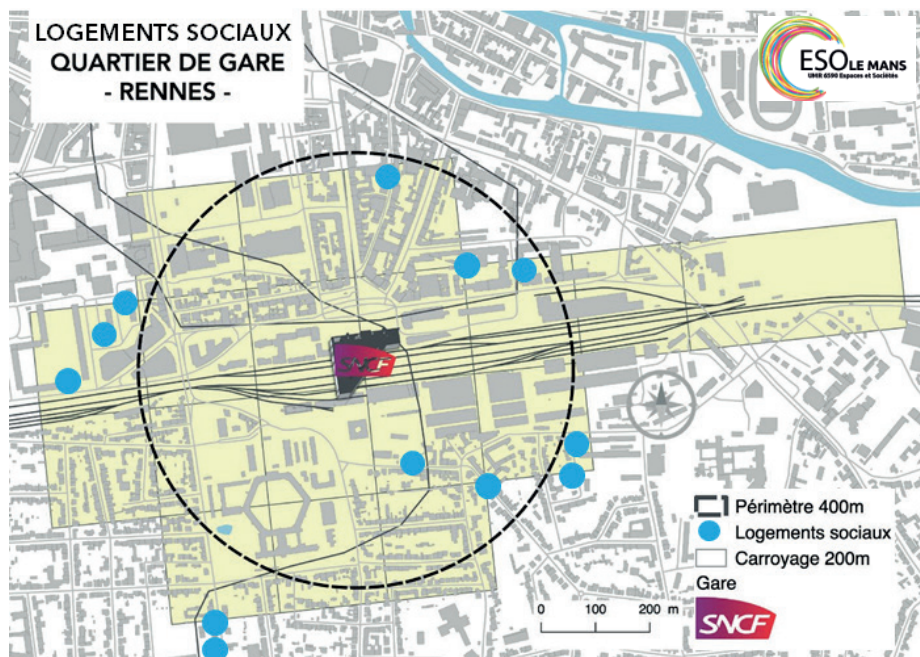 LOGEMENTS SOCIAUX
QUARTIER DE GARE
- RENNES -
ESO LE MANS
UMR 6590 Espaces et Sociétés
SNCF
Périmètre 400m
Logements sociaux
Carroyage 200m
Gare
0 100 200 m
SNCF